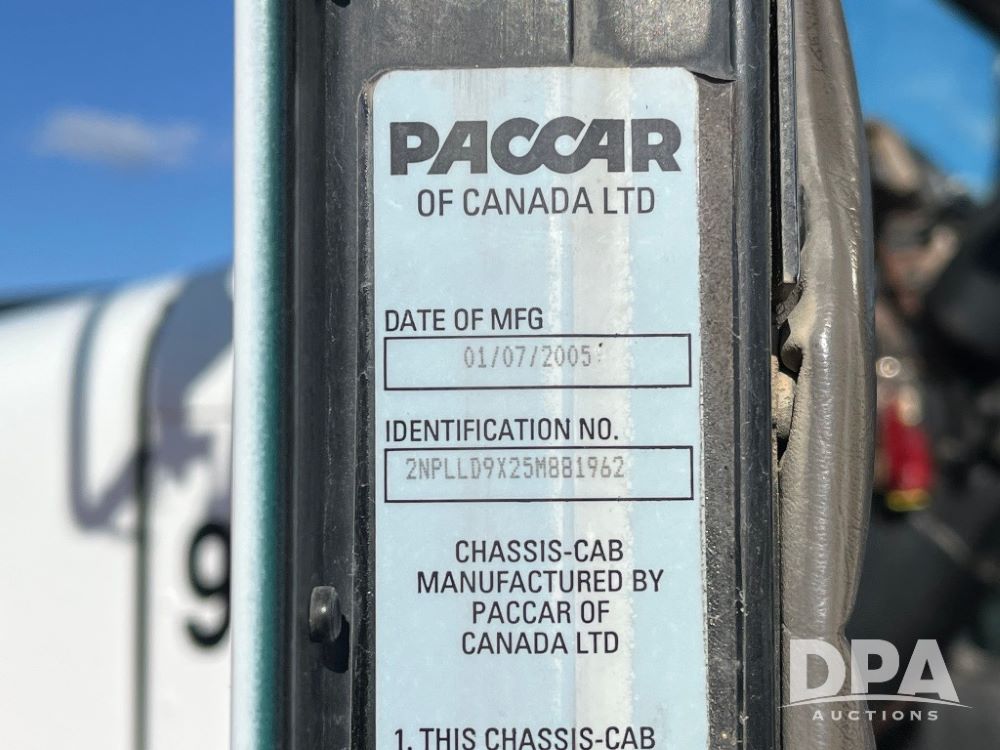 PACCAR
OF CANADA LTD
DATE OF MFG
01/07/2005
IDENTIFICATION NO.
2NPLLD9X25M881962
CHASSIS-CAB
MANUFACTURED BY
PACCAR OF
CANADA LTD
1. THIS CHASSIS-CAB
9
DPA
AUCTIONS